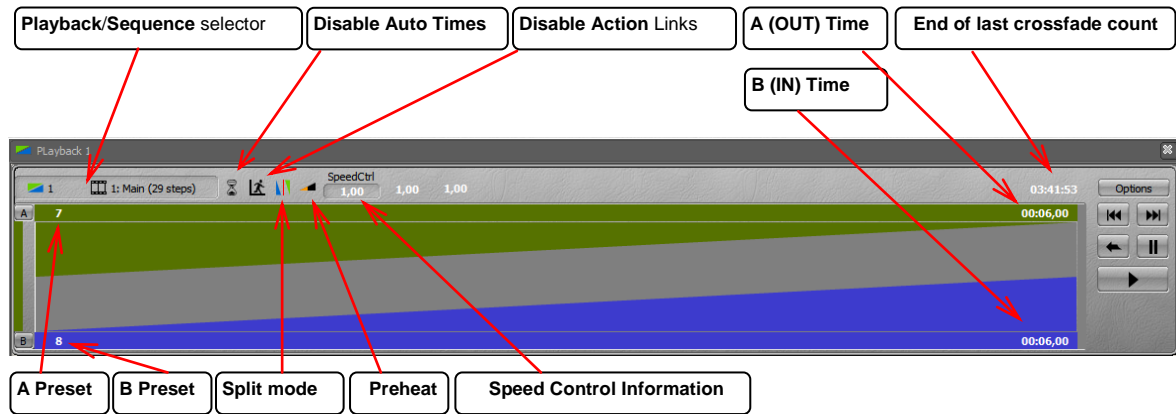 Playback/Sequence selector
Disable Auto Times
Disable Action Links
A (OUT) Time
End of last crossfade count
B (IN) Time
PLayback 1
SpeedCtrl
1
1: Main (29 steps)
1,00
1,00
1,00
03:41:53
Options
A
7
00:06,00
B
8
00:06,00
A Preset
B Preset
Split mode
Preheat
Speed Control Information